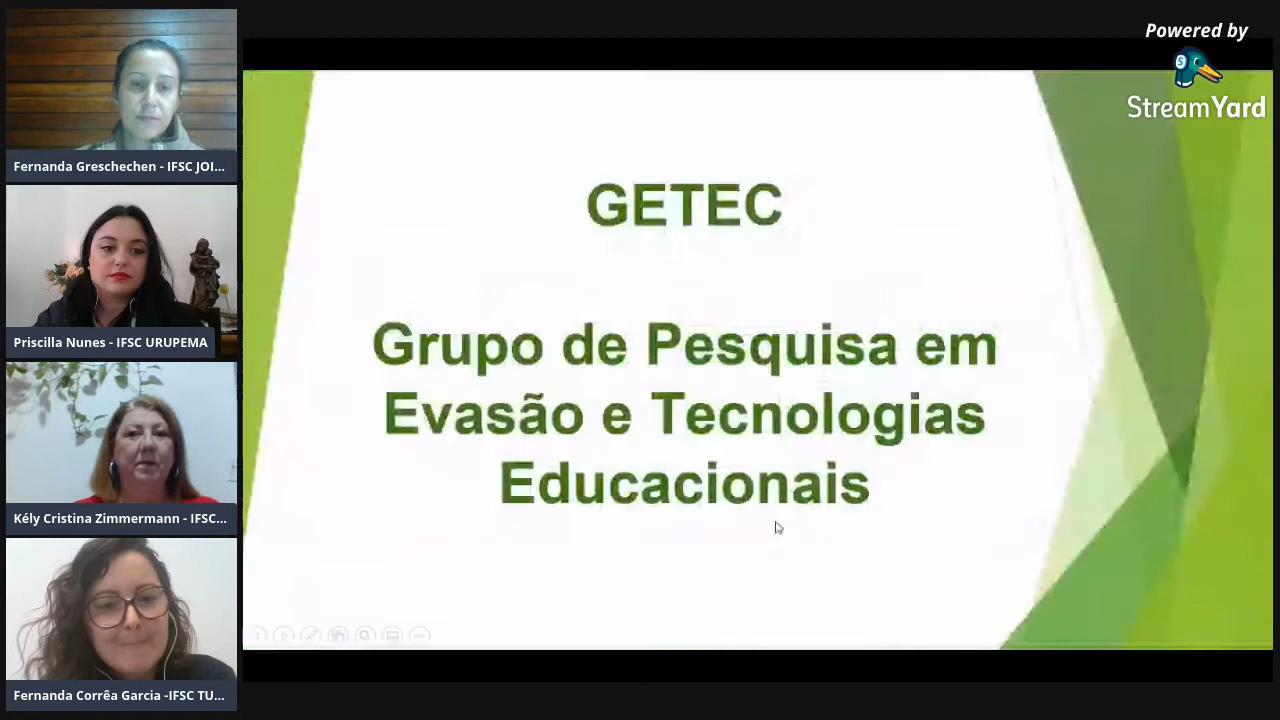 Powered by
StreamYard
Fernanda Greschechen - IFSC JOI...
Priscilla Nunes - IFSC URUPEMA
Kély Cristina Zimmermann - IFSC...
Fernanda Corrêa Garcia -IFSC TU...
GETEC
Grupo de Pesquisa em
Evasão e Tecnologias
Educacionais